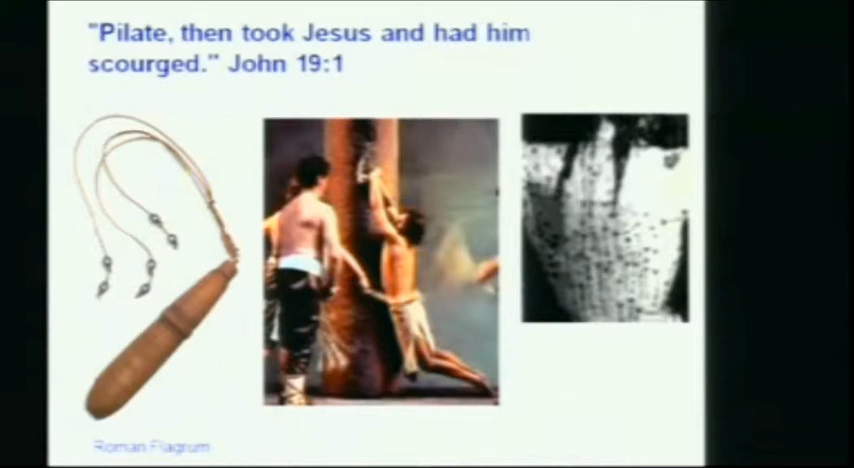 "Pilate, then took Jesus and had him
scourged." John 19:1
Roman Flagrum